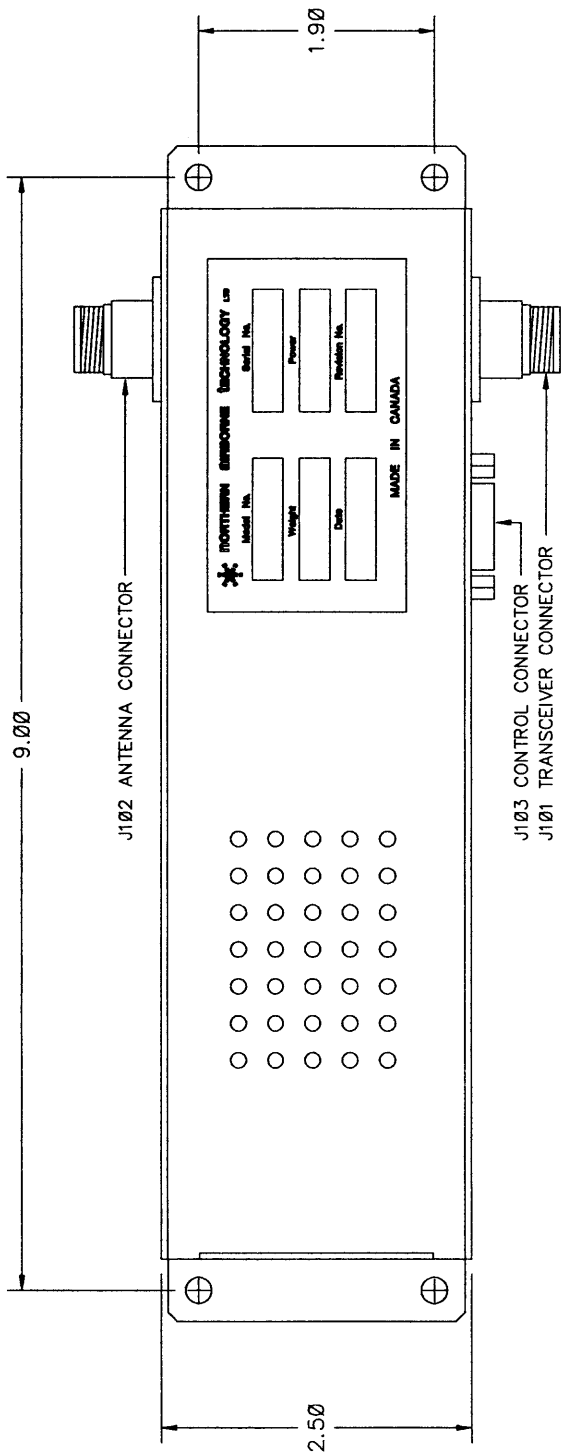 1.90
9.00
2.50
J102 ANTENNA CONNECTOR
NORTHERN AIRBORNE TECHNOLOGY LTD
Model No.
Serial No.
Weight
Power
Date
Revision No.
MADE IN CANADA
J103 CONTROL CONNECTOR
J101 TRANSCEIVER CONNECTOR